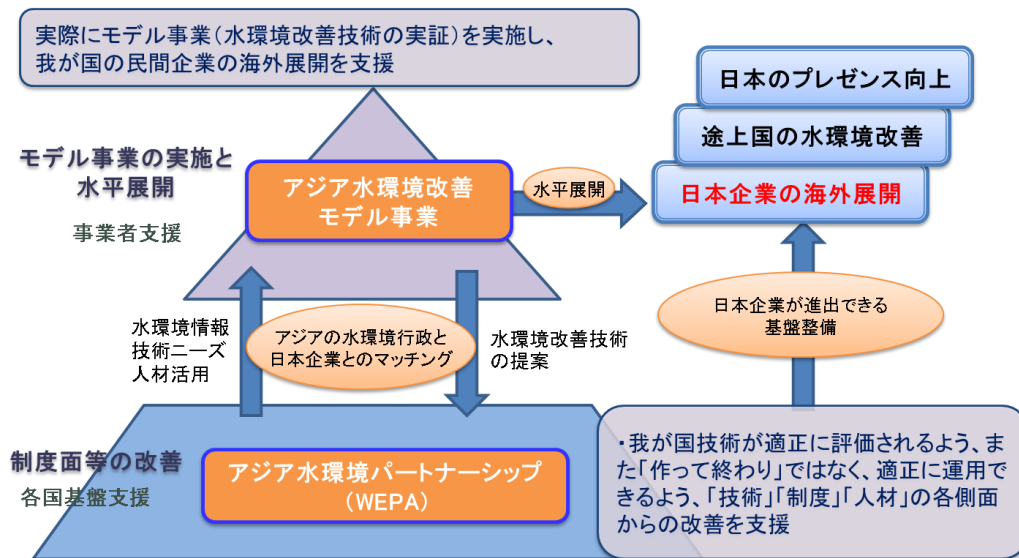 実際にモデル事業(水環境改善技術の実証)を実施し、
我が国の民間企業の海外展開を支援
日本のプレゼンス向上
途上国の水環境改善
日本企業の海外展開
モデル事業の実施と
水平展開
事業者支援
アジア水環境改善
モデル事業
水平展開
水環境情報
技術ニーズ
人材活用
アジアの水環境行政と
日本企業とのマッチング
水環境改善技術
の提案
日本企業が進出できる
基盤整備
制度面等の改善
各国基盤支援
アジア水環境パートナーシップ
(WEPA)
・我が国技術が適正に評価されるよう、ま
た「作って終わり」ではなく、適正に運用で
きるよう、「技術」「制度」「人材」の各側面
からの改善を支援